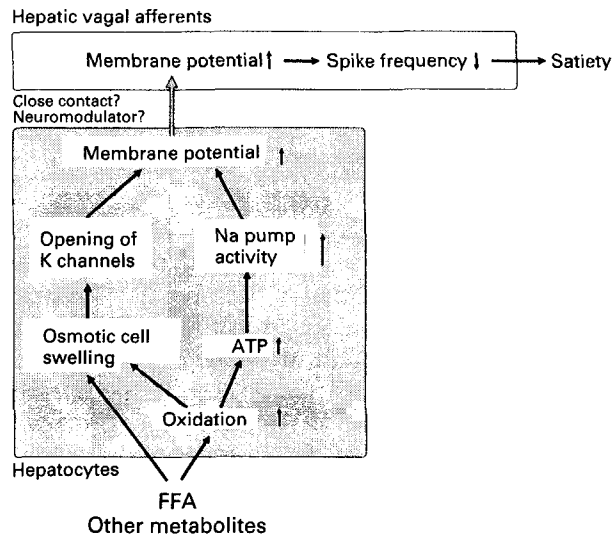 Hepatic vagal afferents
Membrane potential ↑ → Spike frequency ↓ → Satiety
Close contact?
Neuromodulator?
Membrane potential ↑
Opening of
K channels
Na pump
activity ↑
Osmotic cell
swelling
ATP ↑
Oxidation ↑
Hepatocytes
FFA
Other metabolites